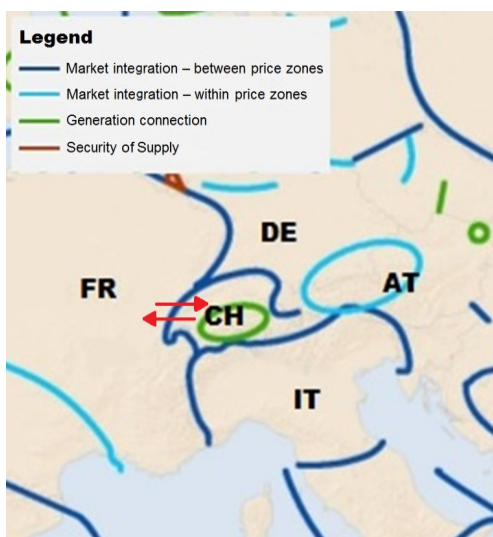 Legend
Market integration – between price zones
Market integration – within price zones
Generation connection
Security of Supply
DE
FR
AT
CH
IT